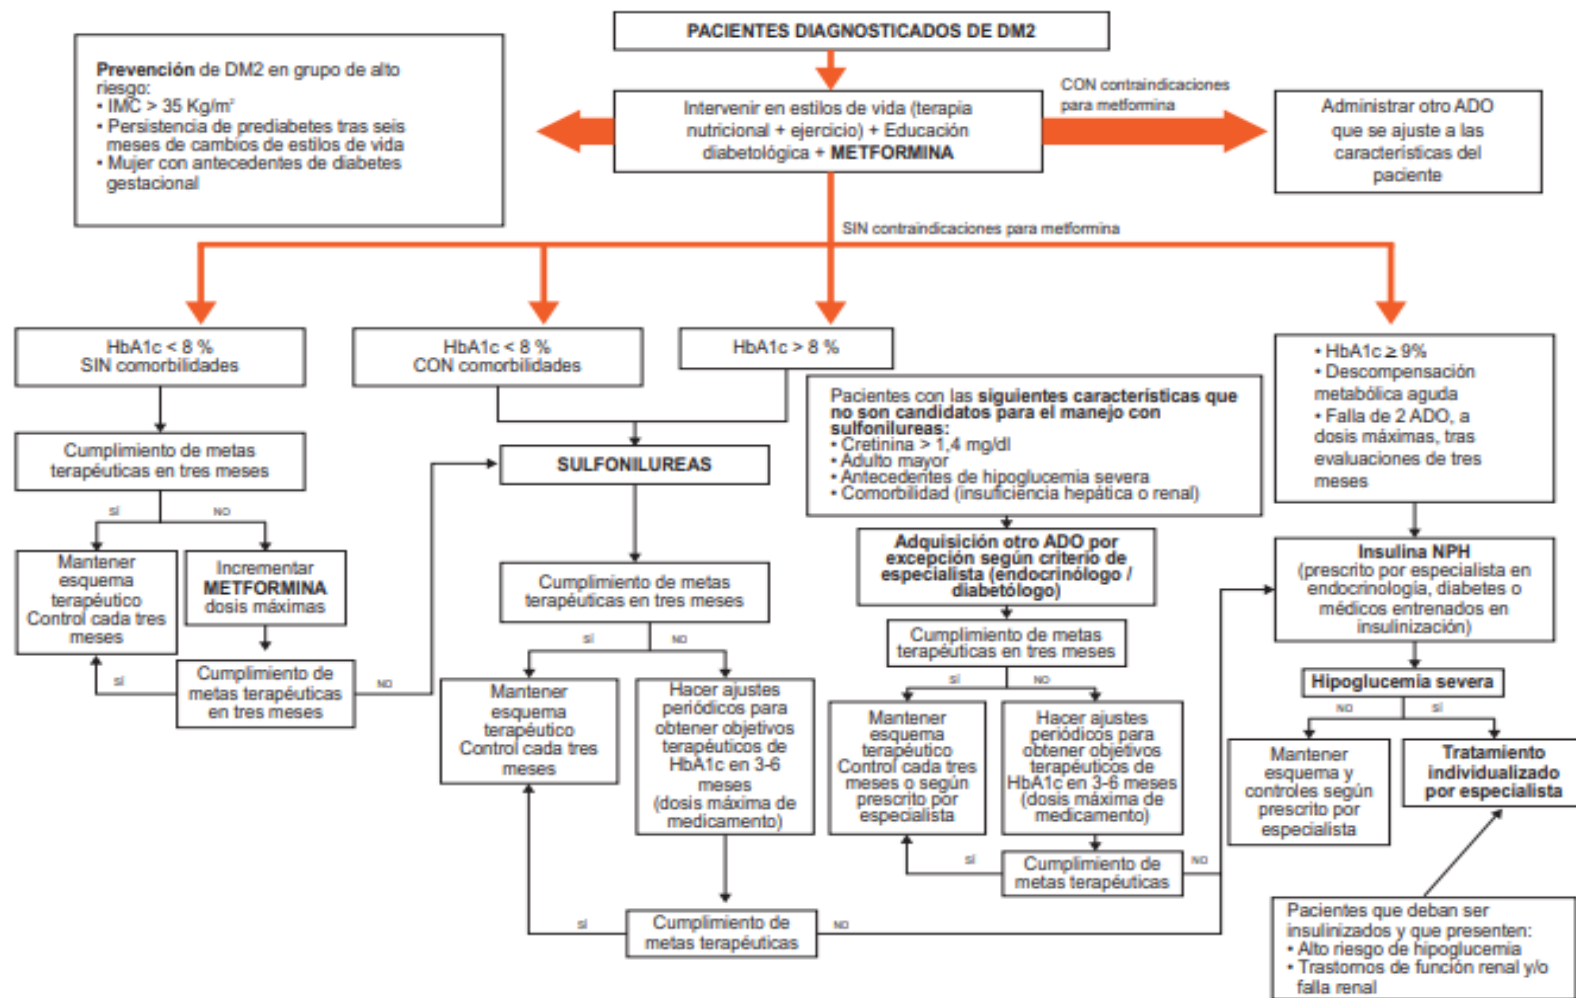 PACIENTES DIAGNOSTICADOS DE DM2
Prevención de DM2 en grupo de alto
riesgo:
• IMC > 35 Kg/m²
• Persistencia de prediabetes tras seis
meses de cambios de estilos de vida
• Mujer con antecedentes de diabetes
gestacional
Intervenir en estilos de vida (terapia
nutricional + ejercicio) + Educación
diabetológica + METFORMINA
CON contraindicaciones
para metformina
Administrar otro ADO
que se ajuste a las
características del
paciente
SIN contraindicaciones para metformina
HbA1c < 8 %
SIN comorbilidades
HbA1c < 8 %
CON comorbilidades
HbA1c > 8 %
• HbA1c ≥ 9%
• Descompensación
metabólica aguda
• Falla de 2 ADO, a
dosis máximas, tras
evaluaciones de tres
meses
Cumplimiento de metas
terapéuticas en tres meses
SÍ
NO
Mantener
esquema
terapéutico
Control cada tres
meses
Incrementar
METFORMINA
dosis máximas
SÍ
Cumplimiento de
metas terapéuticas
en tres meses
NO
SULFONILUREAS
Cumplimiento de metas
terapéuticas en tres meses
SÍ
NO
Mantener
esquema
terapéutico
Control cada tres
meses
Hacer ajustes
periódicos para
obtener objetivos
terapéuticos de
HbA1c en 3-6
meses
(dosis máxima de
medicamento)
SÍ
Cumplimiento de
metas terapéuticas
NO
Pacientes con las siguientes características que
no son candidatos para el manejo con
sulfonilureas:
• Cretinina > 1,4 mg/dl
• Adulto mayor
• Antecedentes de hipoglucemia severa
• Comorbilidad (insuficiencia hepática o renal)
Adquisición otro ADO por
excepción según criterio de
especialista (endocrinólogo /
diabetólogo)
Cumplimiento de metas
terapéuticas en tres meses
SÍ
NO
Mantener
esquema
terapéutico
Control cada tres
meses o según
prescrito por
especialista
Hacer ajustes
periódicos para
obtener objetivos
terapéuticos de
HbA1c en 3-6 meses
(dosis máxima de
medicamento)
SÍ
Cumplimiento de
metas terapéuticas
NO
Insulina NPH
(prescrito por especialista en
endocrinología, diabetes o
médicos entrenados en
insulinización)
Hipoglucemia severa
NO
SÍ
Mantener
esquema y
controles según
prescrito por
especialista
Tratamiento
individualizado
por especialista
Pacientes que deban ser
insulinizados y que presenten:
• Alto riesgo de hipoglucemia
• Trastornos de función renal y/o
falla renal